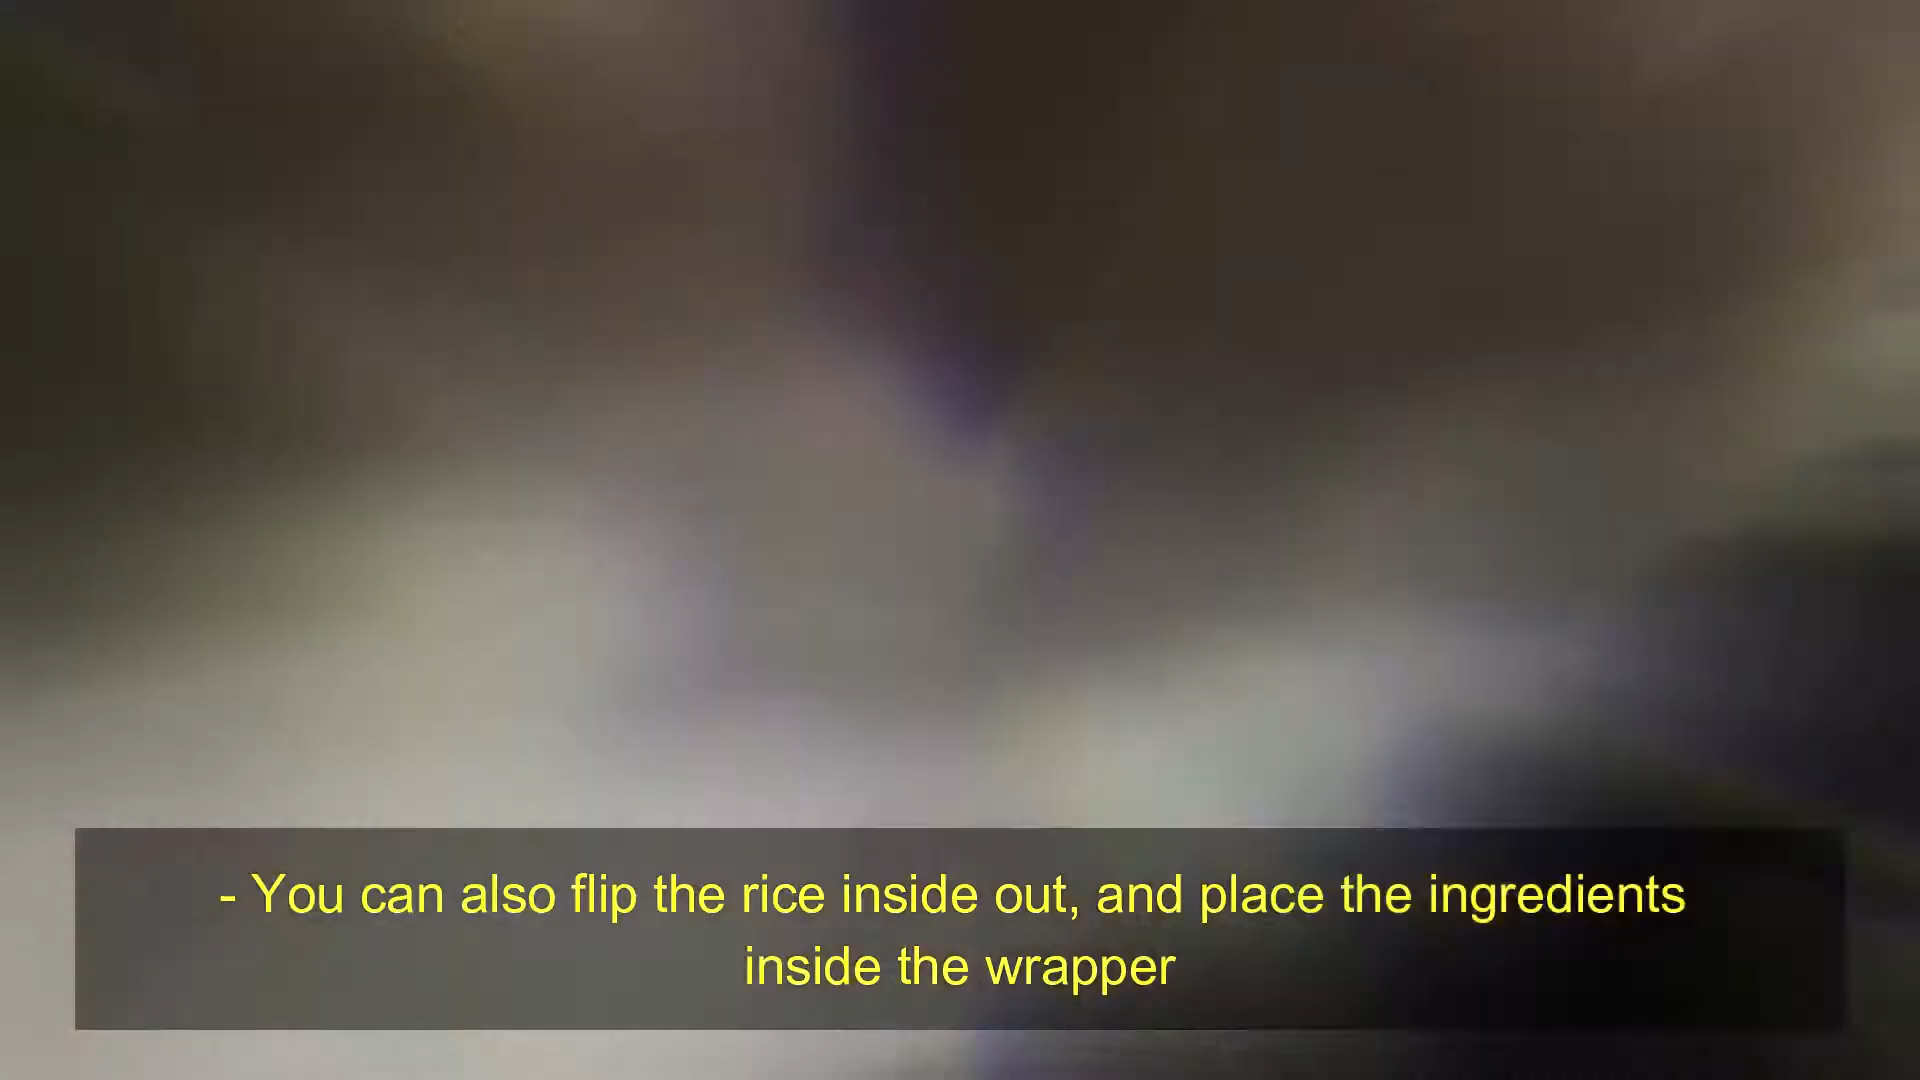 - You can also flip the rice inside out, and place the ingredients
inside the wrapper